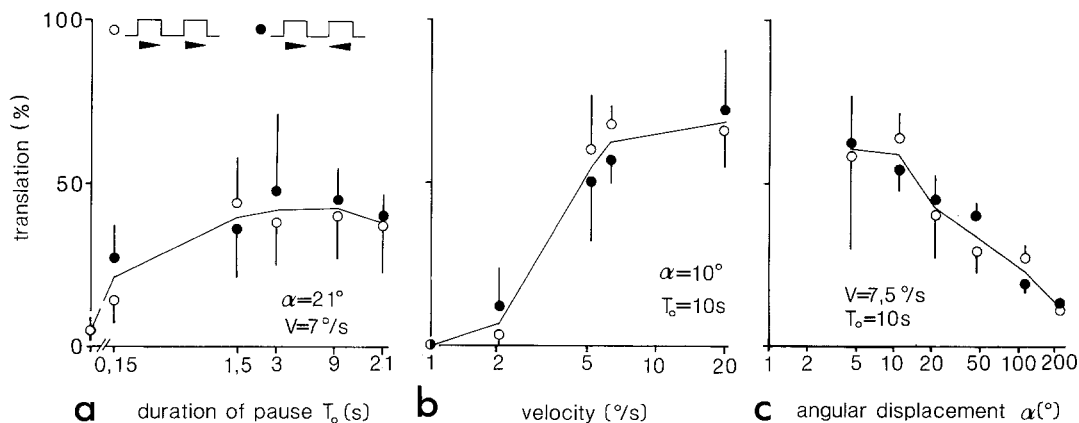 100
50
0
translation (%)
0,15 1,5 3 9 21
α=21°
V=7°/s
a duration of pause T₀(s)
1 2 5 10 20
α=10°
T₀=10s
b velocity (°/s)
1 2 5 10 20 50 100 200
V=7,5°/s
T₀=10s
c angular displacement α(°)